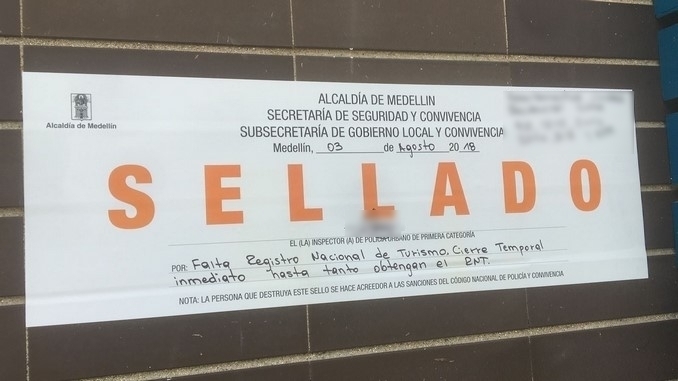 Alcaldía de Medellín
ALCALDÍA DE MEDELLIN
SECRETARÍA DE SEGURIDAD Y CONVIVENCIA
SUBSECRETARÍA DE GOBIERNO LOCAL Y CONVIVENCIA
Medellín, 03 de Agosto 2018
SELLADO
EL (LA) INSPECTOR (A) DE POLICIA URBANO DE PRIMERA CATEGORÍA
POR: Falta Registro Nacional de Turismo. Cierre Temporal
inmediato hasta tanto obtengan el RNT.
NOTA: LA PERSONA QUE DESTRUYA ESTE SELLO SE HACE ACREEDOR A LAS SANCIONES DEL CÓDIGO NACIONAL DE POLICÍA Y CONVIVENCIA